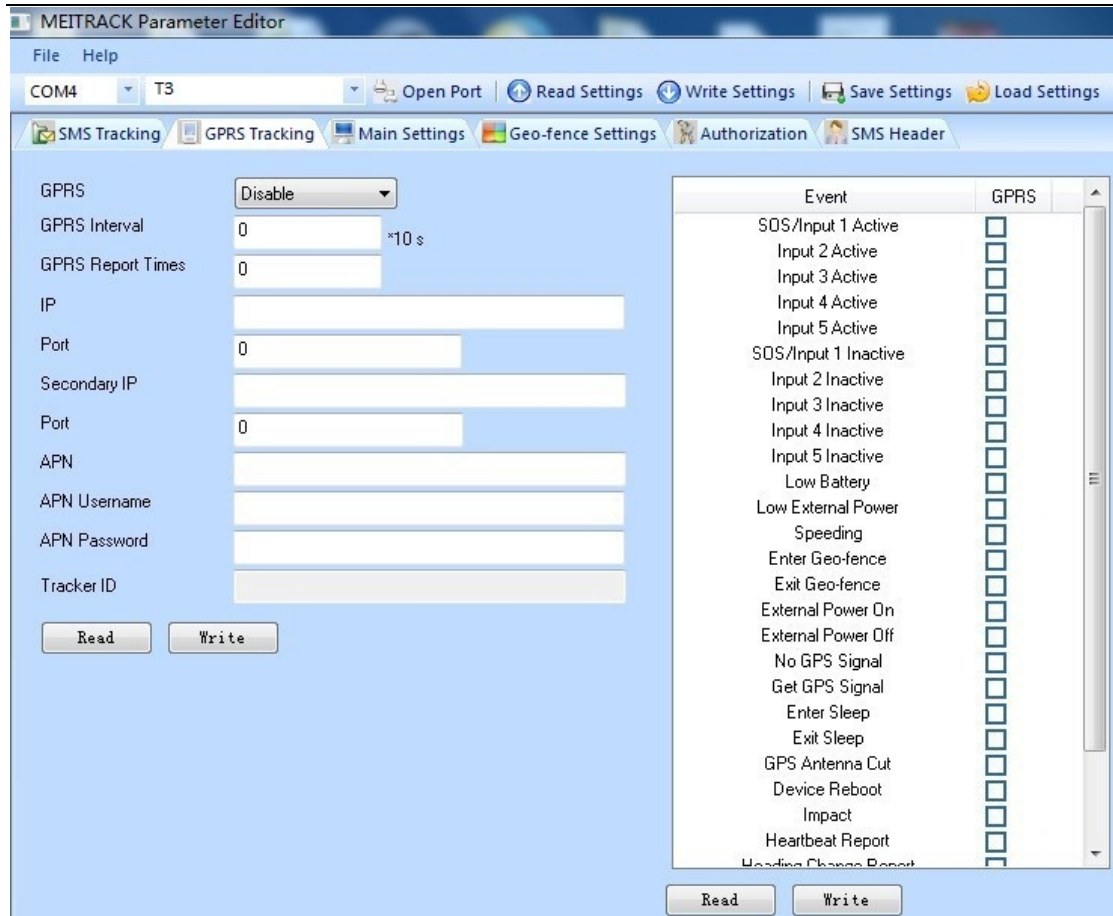 MEITRACK Parameter Editor
File Help
COM4 T3 Open Port Read Settings Write Settings Save Settings Load Settings
SMS Tracking GPRS Tracking Main Settings Geo-fence Settings Authorization SMS Header
GPRS Disable
GPRS Interval 0 *10 s
GPRS Report Times 0
IP
Port 0
Secondary IP
Port 0
APN
APN Username
APN Password
Tracker ID
Read Write
Event GPRS
SOS/Input 1 Active
Input 2 Active
Input 3 Active
Input 4 Active
Input 5 Active
SOS/Input 1 Inactive
Input 2 Inactive
Input 3 Inactive
Input 4 Inactive
Input 5 Inactive
Low Battery
Low External Power
Speeding
Enter Geo-fence
Exit Geo-fence
External Power On
External Power Off
No GPS Signal
Get GPS Signal
Enter Sleep
Exit Sleep
GPS Antenna Cut
Device Reboot
Impact
Heartbeat Report
Heading Change Report
Read Write